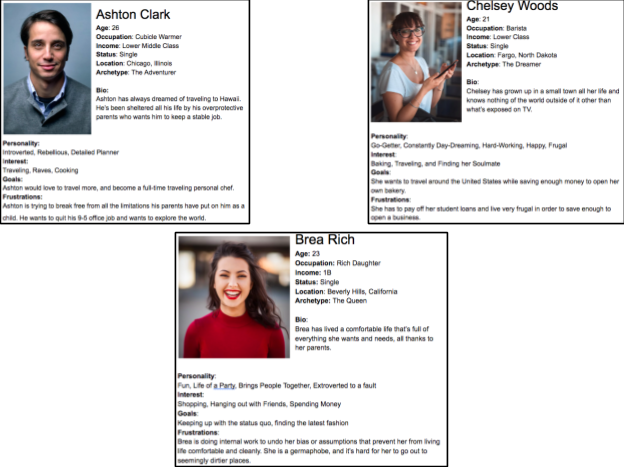 Ashton Clark
Age: 26
Occupation: Cubicle Warmer
Income: Lower Middle Class
Status: Single
Location: Chicago, Illinois
Archetype: The Adventurer
Bio:
Ashton has always dreamed of traveling to Hawaii.
He's been sheltered all his life by his overprotective
parents who wants him to keep a stable job.
Personality:
Introverted, Rebellious, Detailed Planner
Interest:
Traveling, Raves, Cooking
Goals:
Ashton would love to travel more, and become a full-time traveling personal chef.
Frustrations:
Ashton is trying to break free from all the limitations his parents have put on him as a
child. He wants to quit his 9-5 office job and wants to explore the world.
Chelsey Woods
Age: 21
Occupation: Barista
Income: Lower Class
Status: Single
Location: Fargo, North Dakota
Archetype: The Dreamer
Bio:
Chelsey has grown up in a small town all her life and
knows nothing of the world outside of it other than
what's exposed on TV.
Personality:
Go-Getter, Constantly Day-Dreaming, Hard-Working, Happy, Frugal
Interest:
Baking, Traveling, and Finding her Soulmate
Goals:
She wants to travel around the United States while saving enough money to open her
own bakery.
Frustrations:
She has to pay off her student loans and live very frugal in order to save enough to
open a business.
Brea Rich
Age: 23
Occupation: Rich Daughter
Income: 1B
Status: Single
Location: Beverly Hills, California
Archetype: The Queen
Bio:
Brea has lived a comfortable life that's full of
everything she wants and needs, all thanks to
her parents.
Personality:
Fun, Life of a Party, Brings People Together, Extroverted to a fault
Interest:
Shopping, Hanging out with Friends, Spending Money
Goals:
Keeping up with the status quo, finding the latest fashion
Frustrations:
Brea is doing internal work to undo her bias or assumptions that prevent her from living
life comfortable and cleanly. She is a germaphobe, and it's hard for her to go out to
seemingly dirtier places.